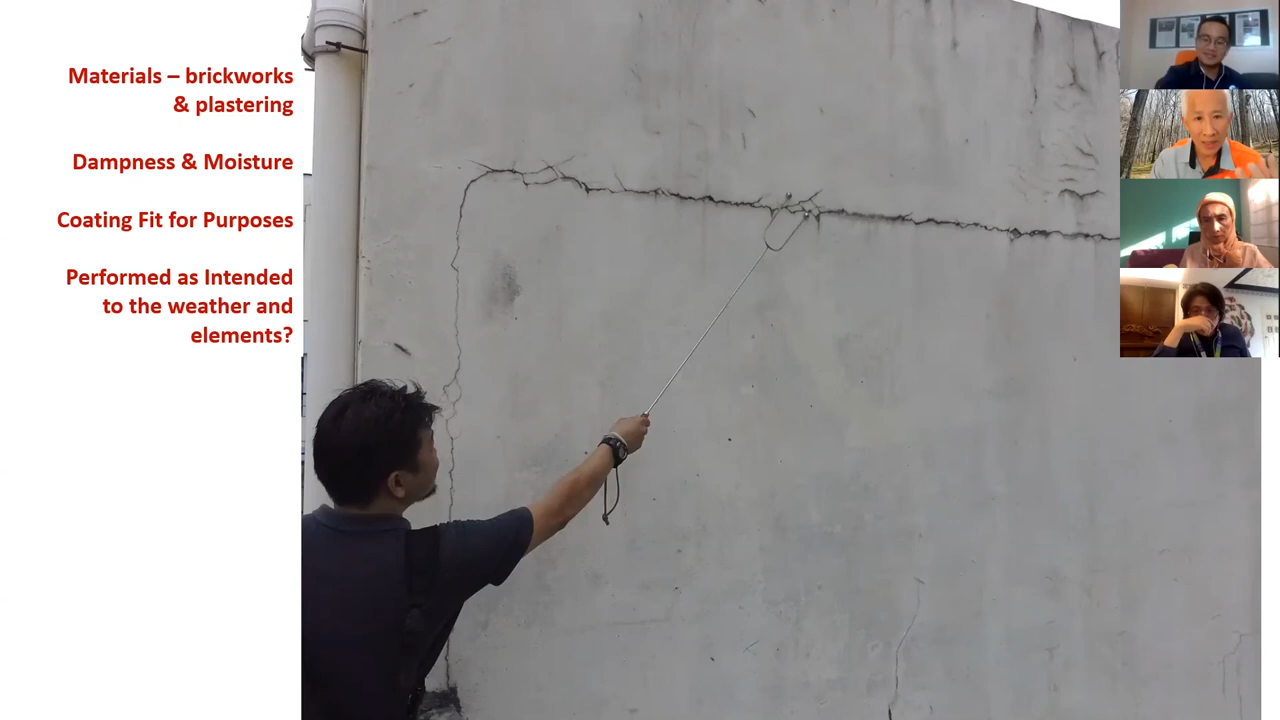 Materials – brickworks
& plastering
Dampness & Moisture
Coating Fit for Purposes
Performed as Intended
to the weather and
elements?